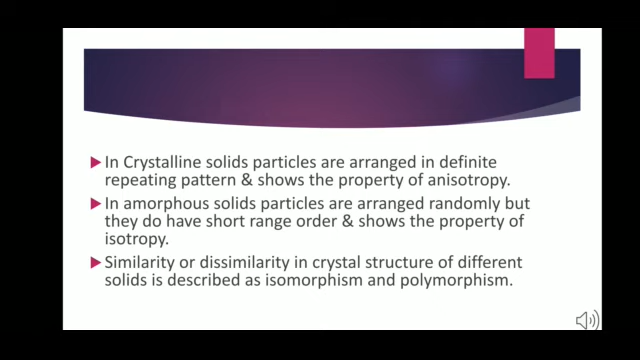 In Crystalline solids particles are arranged in definite
repeating pattern & shows the property of anisotropy.
In amorphous solids particles are arranged randomly but
they do have short range order & shows the property of
isotropy.
Similarity or dissimilarity in crystal structure of different
solids is described as isomorphism and polymorphism.